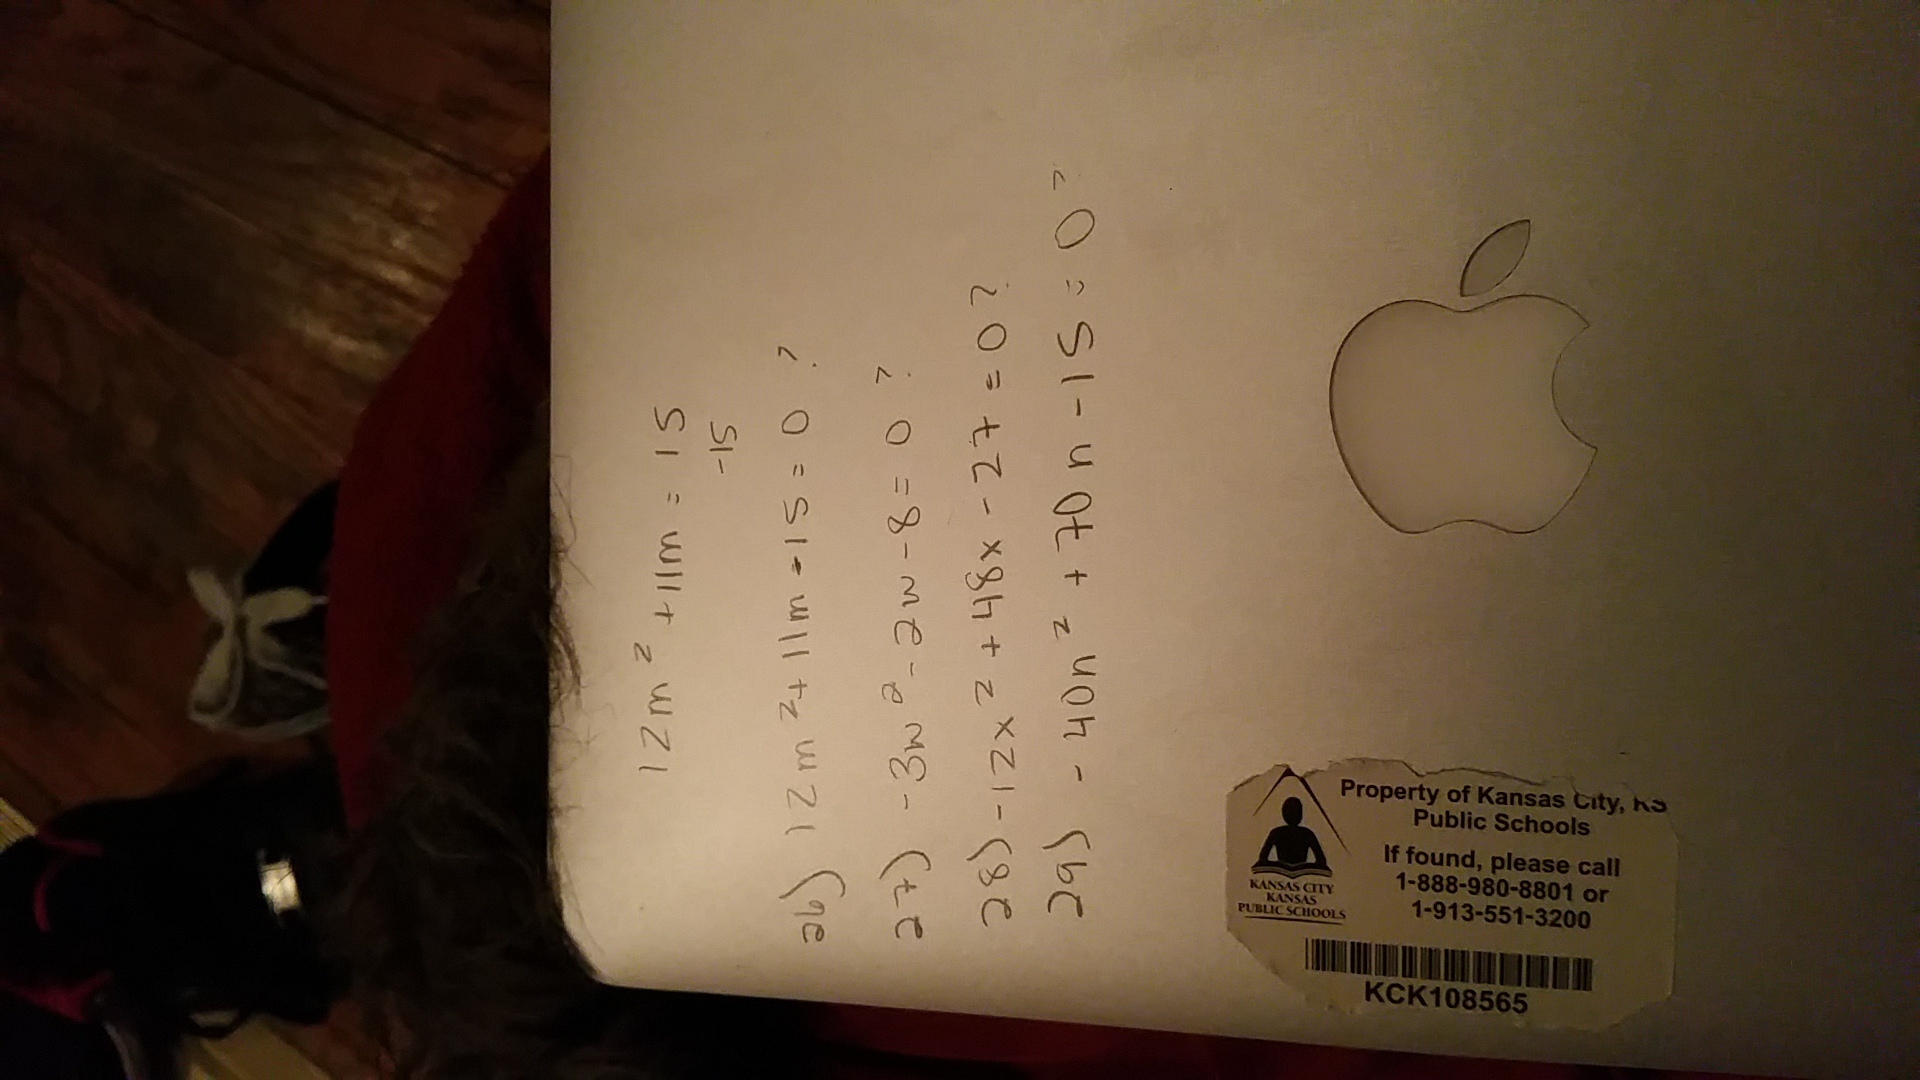 12m² + 11m = 15
-15
26) 12m² + 11m - 15 = 0 ?
27) -3w² - 2w - 8 = 0 ?
28) -12x² + 48x - 27 = 0 ?
29) - 40n² + 70n - 15 = 0 ?
Property of Kansas City, KS
Public Schools
If found, please call
1-888-980-8801 or
1-913-551-3200
KANSAS CITY
KANSAS
PUBLIC SCHOOLS
KCK108565